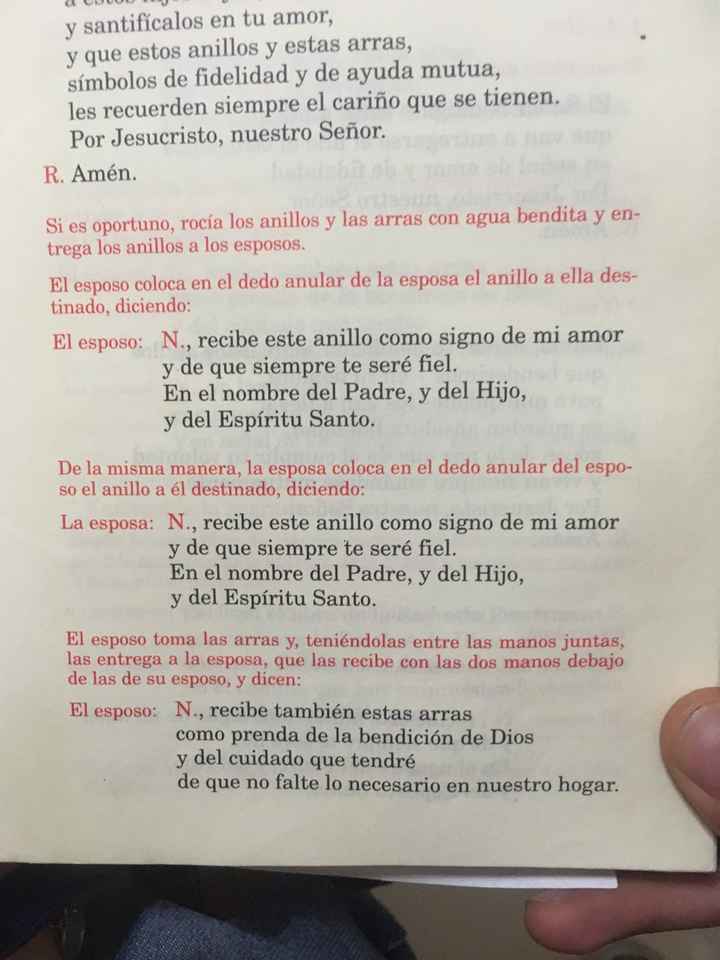 y santifícalos en tu amor,
y que estos anillos y estas arras,
símbolos de fidelidad y de ayuda mutua,
les recuerden siempre el cariño que se tienen.
Por Jesucristo, nuestro Señor.
R. Amén.
Si es oportuno, rocía los anillos y las arras con agua bendita y en-
trega los anillos a los esposos.
El esposo coloca en el dedo anular de la esposa el anillo a ella des-
tinado, diciendo:
El esposo: N., recibe este anillo como signo de mi amor
y de que siempre te seré fiel.
En el nombre del Padre, y del Hijo,
y del Espíritu Santo.
De la misma manera, la esposa coloca en el dedo anular del espo-
so el anillo a él destinado, diciendo:
La esposa: N., recibe este anillo como signo de mi amor
y de que siempre te seré fiel.
En el nombre del Padre, y del Hijo,
y del Espíritu Santo.
El esposo toma las arras y, teniéndolas entre las manos juntas,
las entrega a la esposa, que las recibe con las dos manos debajo
de las de su esposo, y dicen:
El esposo: N., recibe también estas arras
como prenda de la bendición de Dios
y del cuidado que tendré
de que no falte lo necesario en nuestro hogar.